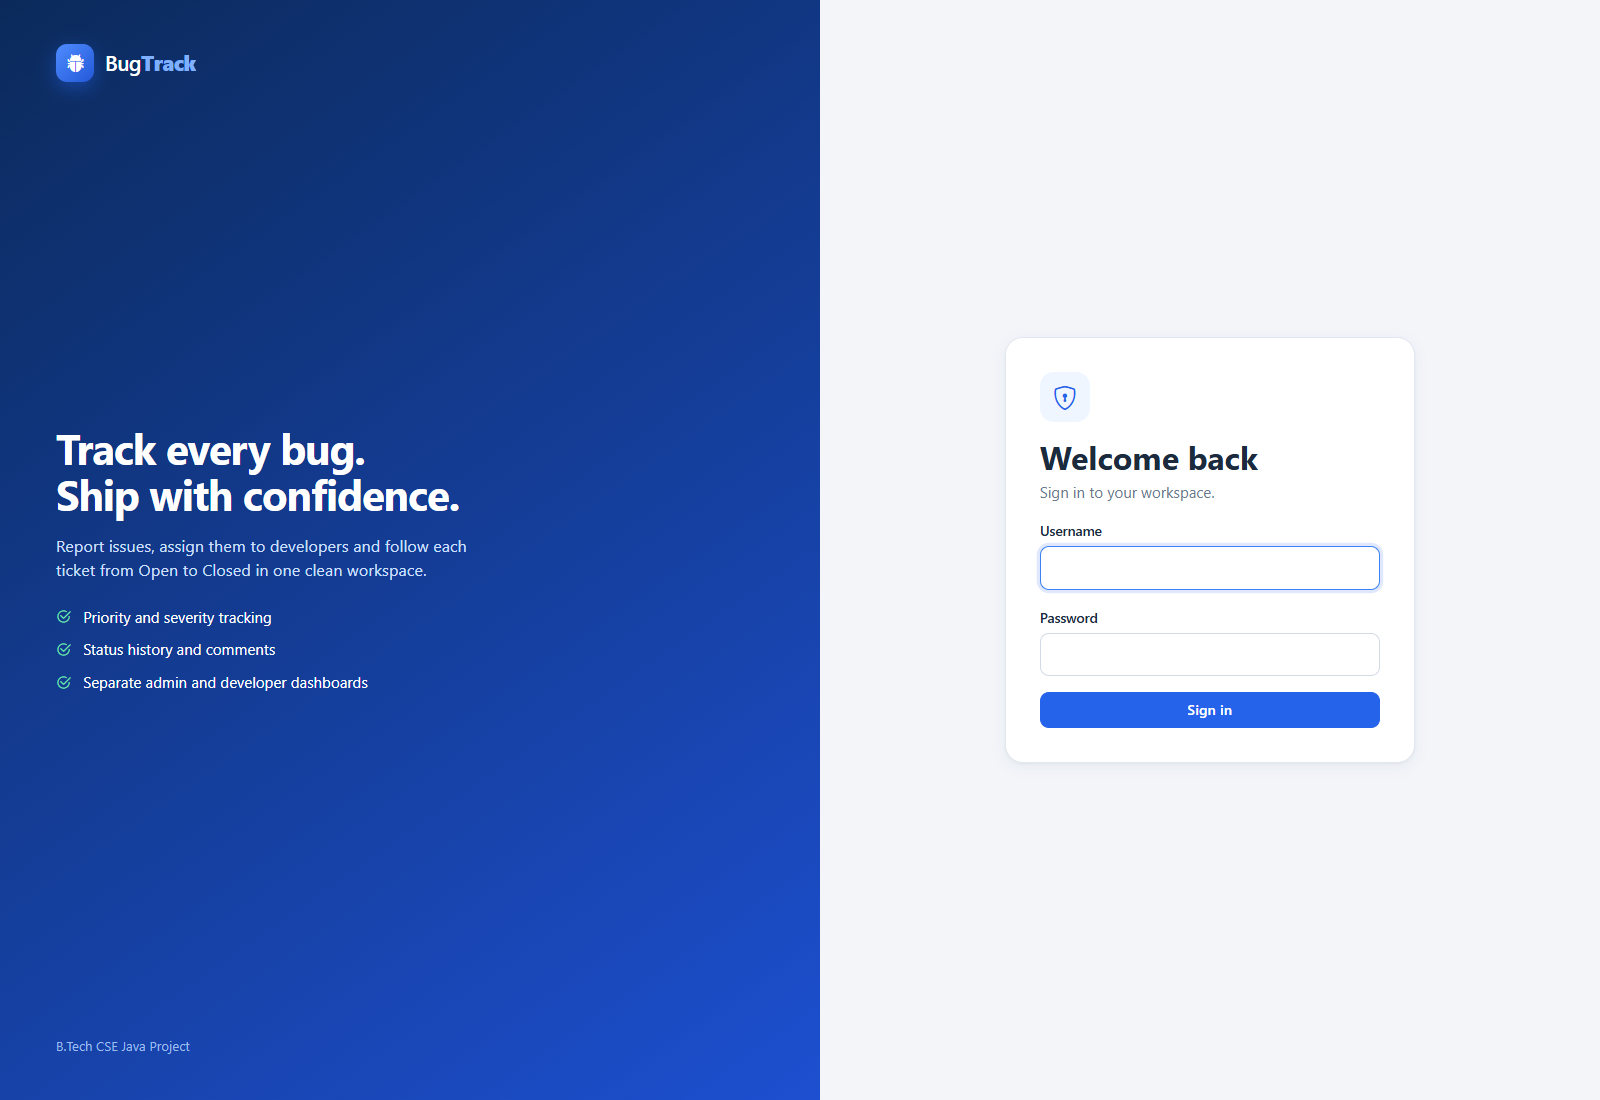 BugTrack
Track every bug.
Ship with confidence.
Report issues, assign them to developers and follow each
ticket from Open to Closed in one clean workspace.
Priority and severity tracking
Status history and comments
Separate admin and developer dashboards
B.Tech CSE Java Project
Welcome back
Sign in to your workspace.
Username
Password
Sign in